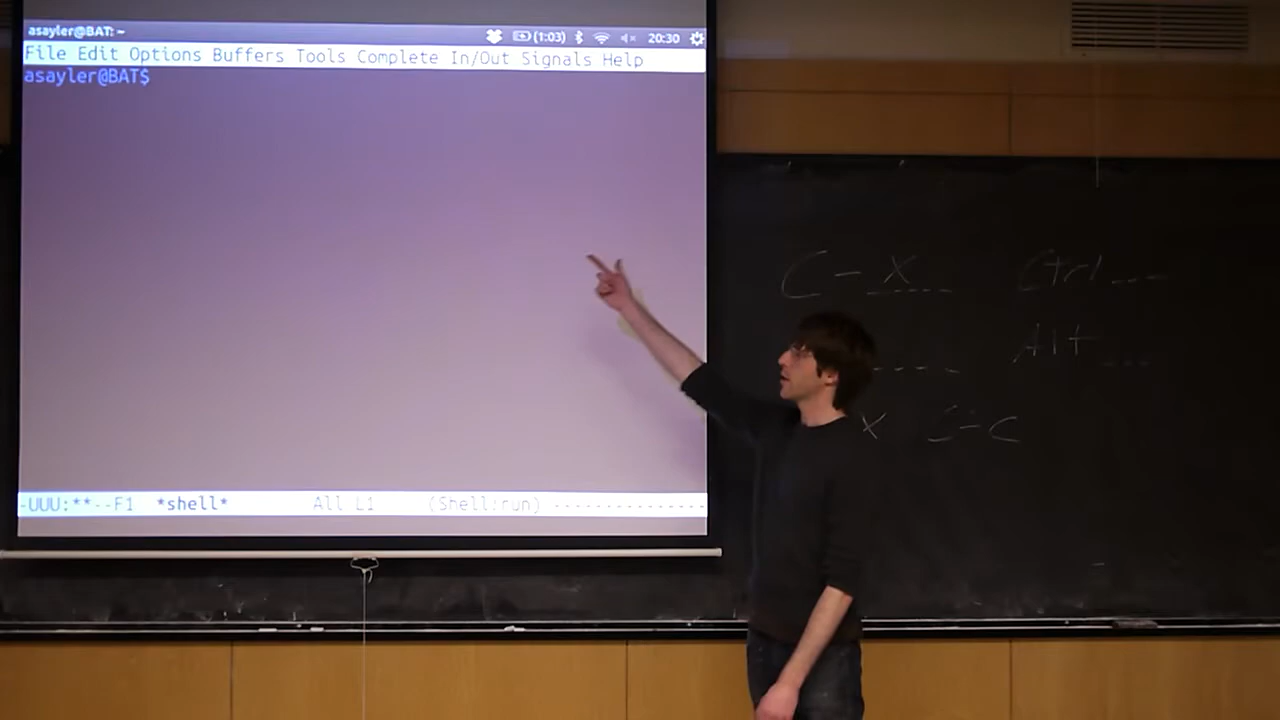 asayler@BAT: ~ (1:03) 20:30
File Edit Options Buffers Tools Complete In/Out Signals Help
asayler@BAT$
-UUU:**--F1 *shell* All L1 (Shell:run) ---------------
C - X ---- Ctrl ---
---- Alt ---
X C-C